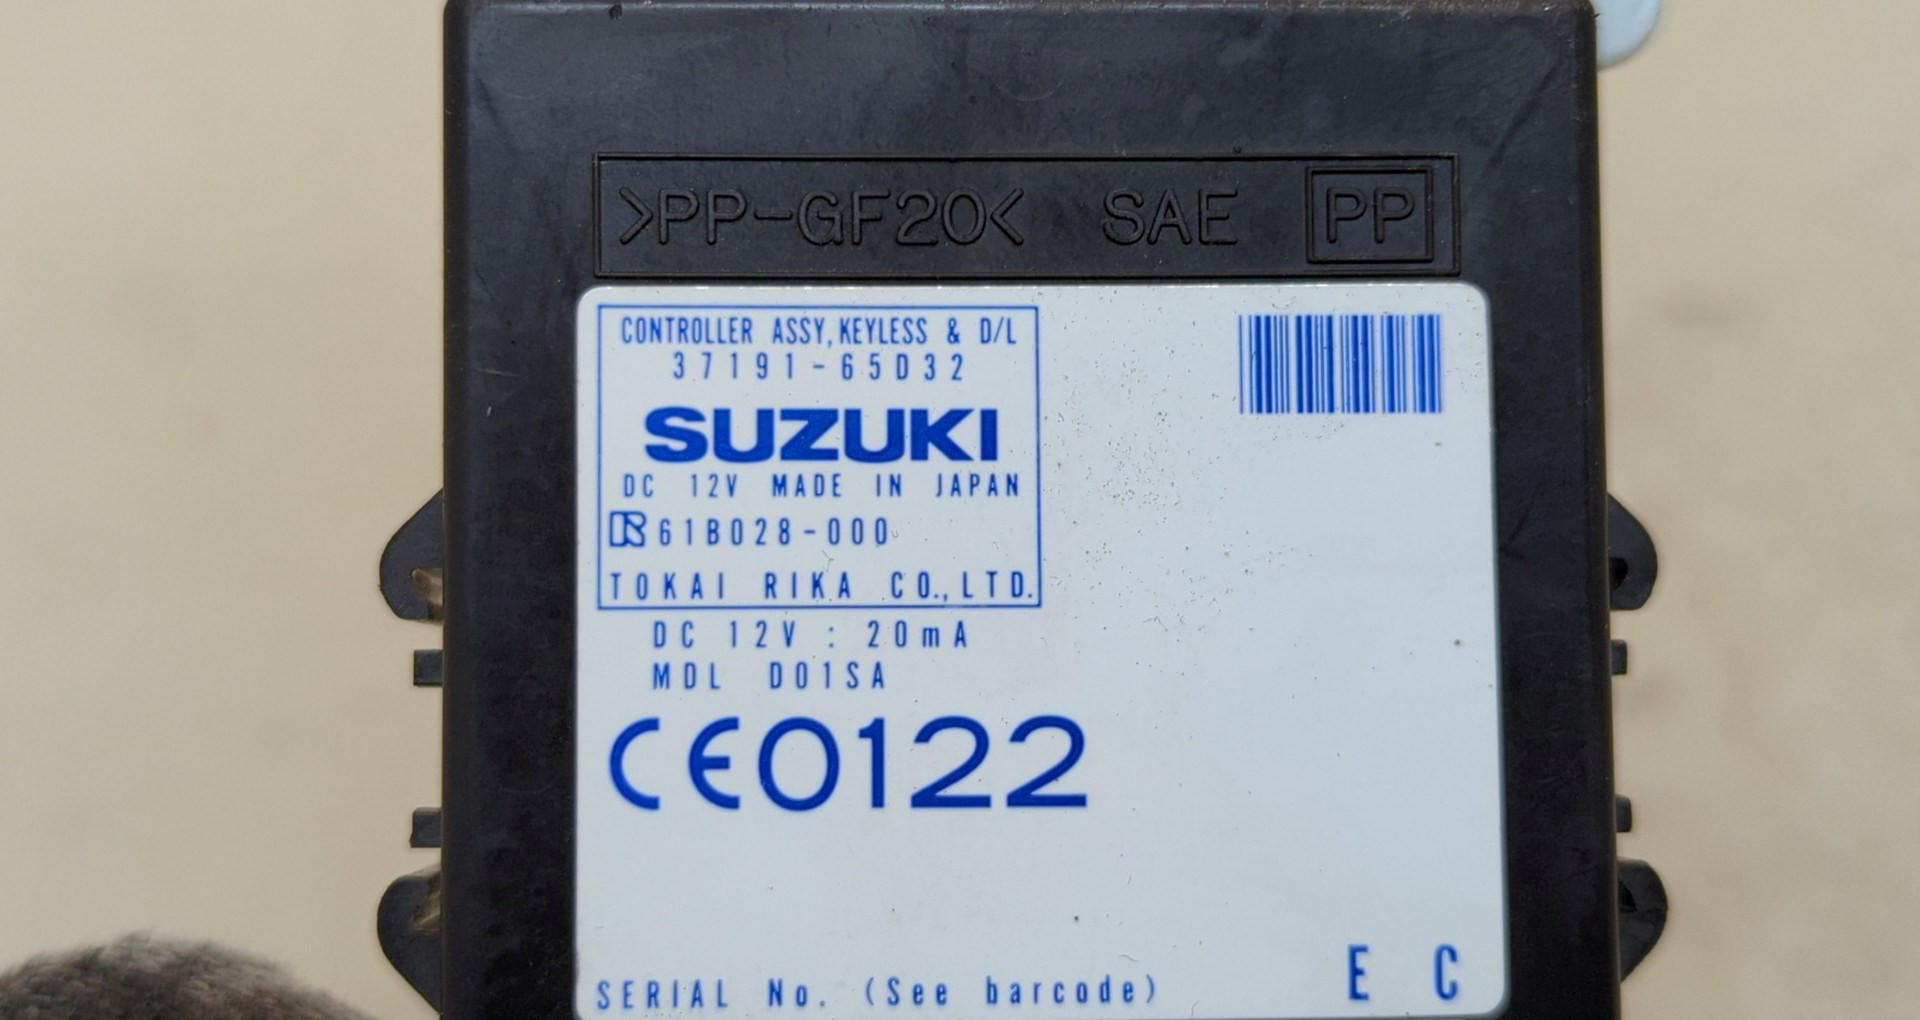 >PP-GF20< SAE PP
CONTROLLER ASSY,KEYLESS & D/L
37191-65D32
SUZUKI
DC 12V MADE IN JAPAN
61B028-000
TOKAI RIKA CO.,LTD.
DC 12V : 20mA
MDL D01SA
CE0122
SERIAL No. (See barcode)
E C